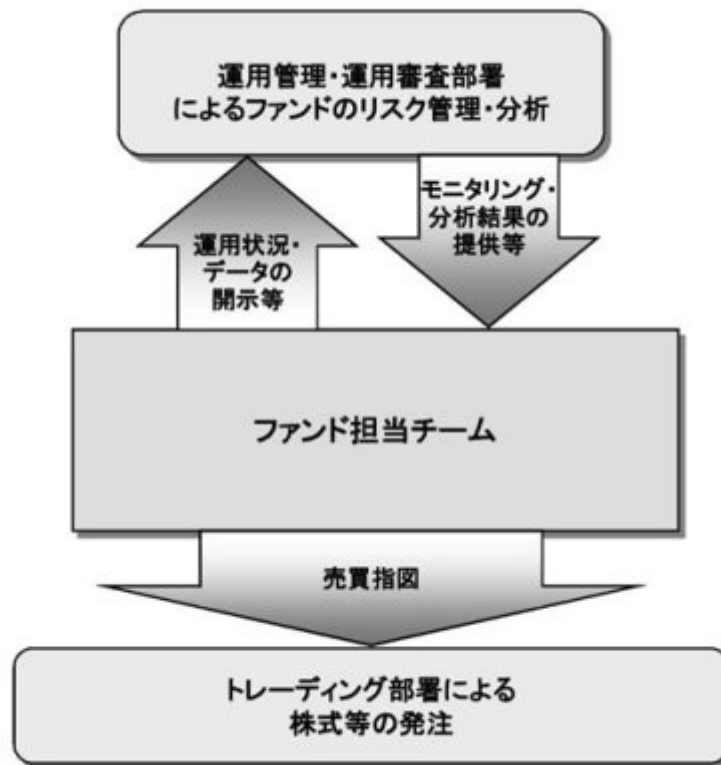 運用管理・運用審査部署
によるファンドのリスク管理・分析
運用状況・
データの
開示等
モニタリング・
分析結果の
提供等
ファンド担当チーム
売買指図
トレーディング部署による
株式等の発注